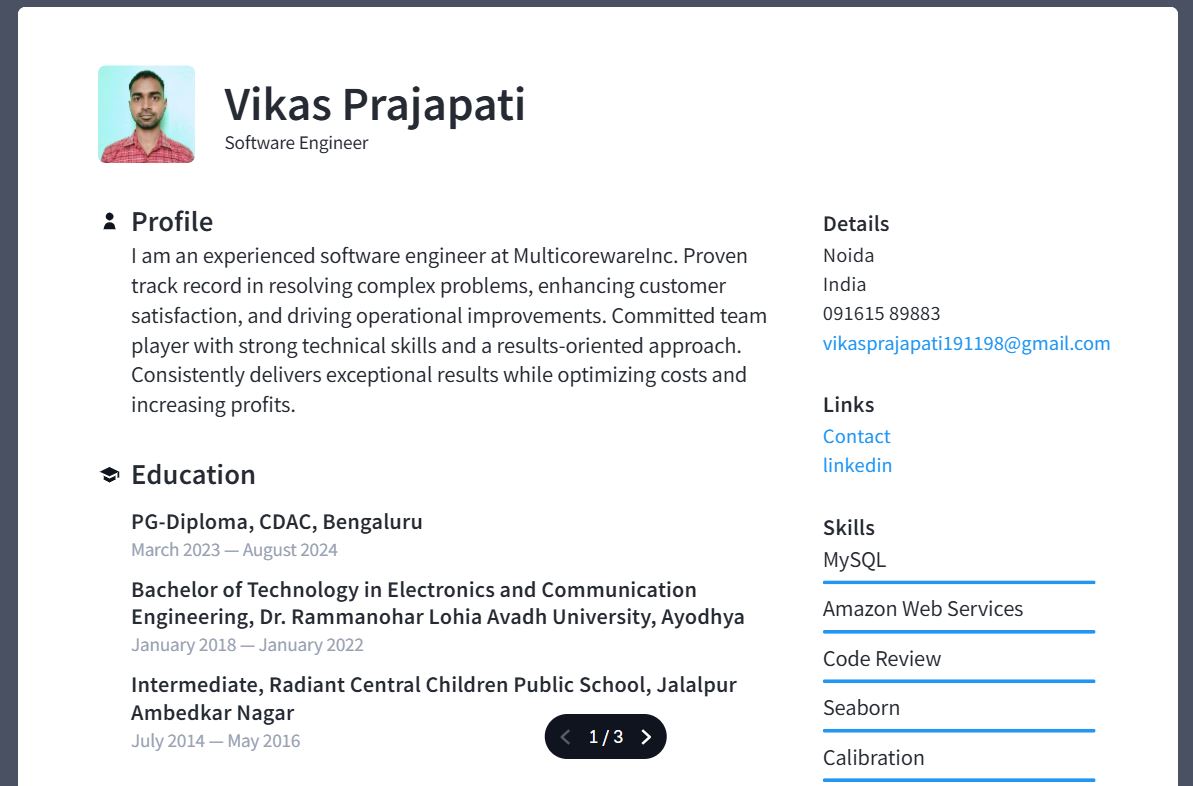 Vikas Prajapati
Software Engineer
Profile
I am an experienced software engineer at MulticorewareInc. Proven
track record in resolving complex problems, enhancing customer
satisfaction, and driving operational improvements. Committed team
player with strong technical skills and a results-oriented approach.
Consistently delivers exceptional results while optimizing costs and
increasing profits.
Education
PG-Diploma, CDAC, Bengaluru
March 2023 — August 2024
Bachelor of Technology in Electronics and Communication
Engineering, Dr. Rammanohar Lohia Avadh University, Ayodhya
January 2018 — January 2022
Intermediate, Radiant Central Children Public School, Jalalpur
Ambedkar Nagar
July 2014 — May 2016
1 / 3
Details
Noida
India
091615 89883
vikasprajapati191198@gmail.com
Links
Contact
linkedin
Skills
MySQL
Amazon Web Services
Code Review
Seaborn
Calibration